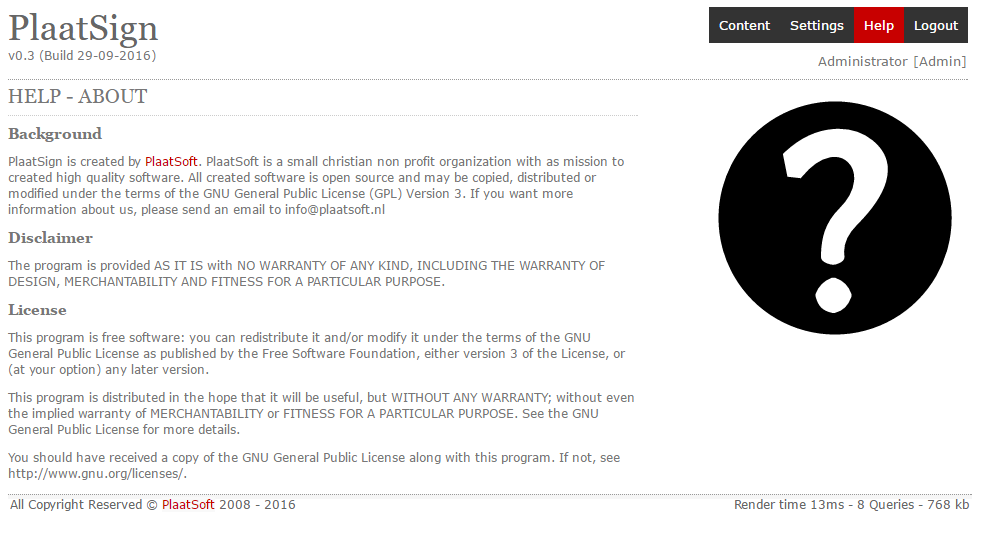 PlaatSign
v0.3 (Build 29-09-2016)
Content Settings Help Logout
Administrator [Admin]
HELP - ABOUT
Background
PlaatSign is created by PlaatSoft. PlaatSoft is a small christian non profit organization with as mission to
created high quality software. All created software is open source and may be copied, distributed or
modified under the terms of the GNU General Public License (GPL) Version 3. If you want more
information about us, please send an email to info@plaatsoft.nl
Disclaimer
The program is provided AS IT IS with NO WARRANTY OF ANY KIND, INCLUDING THE WARRANTY OF
DESIGN, MERCHANTABILITY AND FITNESS FOR A PARTICULAR PURPOSE.
License
This program is free software: you can redistribute it and/or modify it under the terms of the GNU
General Public License as published by the Free Software Foundation, either version 3 of the License, or
(at your option) any later version.
This program is distributed in the hope that it will be useful, but WITHOUT ANY WARRANTY; without even
the implied warranty of MERCHANTABILITY or FITNESS FOR A PARTICULAR PURPOSE. See the GNU
General Public License for more details.
You should have received a copy of the GNU General Public License along with this program. If not, see
http://www.gnu.org/licenses/.
?
All Copyright Reserved © PlaatSoft 2008 - 2016
Render time 13ms - 8 Queries - 768 kb